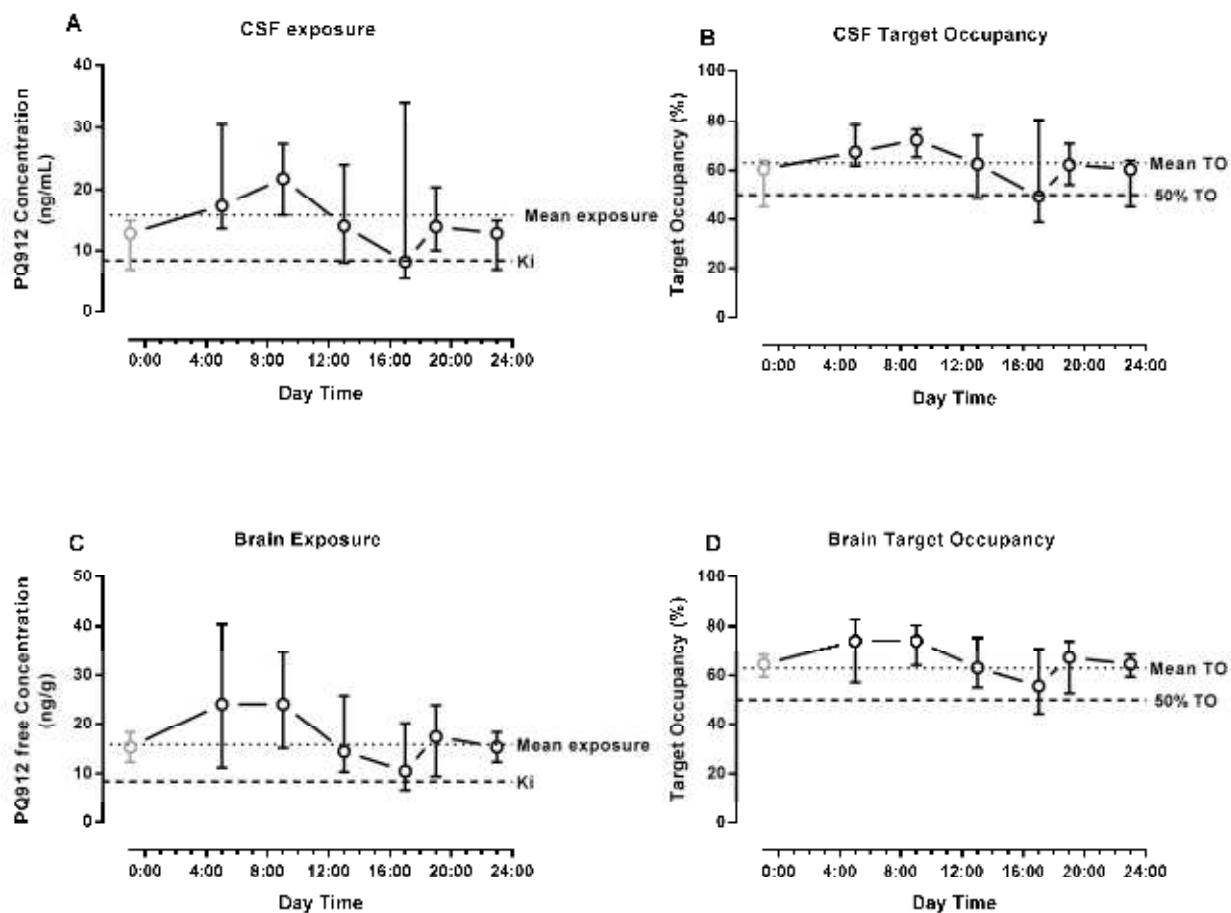 A
CSF exposure
PQ912 Concentration
(ng/mL)
40
30
20
10
0
Mean exposure
Ki
0:00 4:00 8:00 12:00 16:00 20:00 24:00
Day Time
B
CSF Target Occupancy
Target Occupancy (%)
100
80
60
40
20
0
Mean TO
50% TO
0:00 4:00 8:00 12:00 16:00 20:00 24:00
Day Time
C
Brain Exposure
PQ912 free Concentration
(ng/g)
50
40
30
20
10
0
Mean exposure
Ki
0:00 4:00 8:00 12:00 16:00 20:00 24:00
Day Time
D
Brain Target Occupancy
Target Occupancy (%)
100
80
60
40
20
0
Mean TO
50% TO
0:00 4:00 8:00 12:00 16:00 20:00 24:00
Day Time